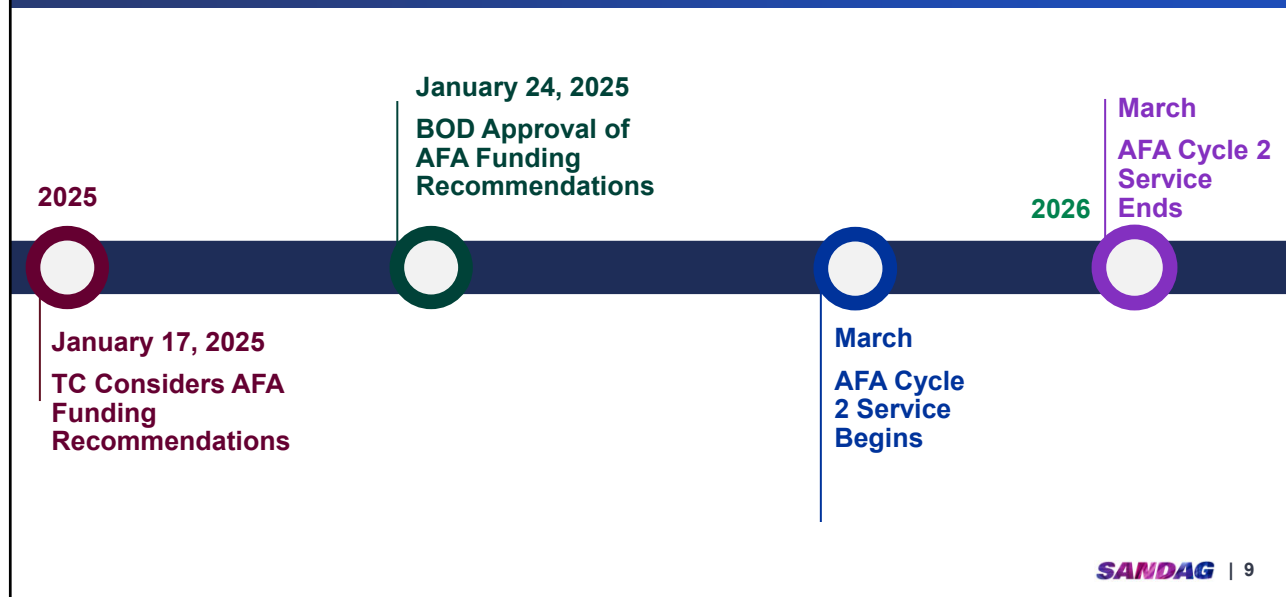 2025
January 17, 2025
TC Considers AFA
Funding
Recommendations
January 24, 2025
BOD Approval of
AFA Funding
Recommendations
March
AFA Cycle
2 Service
Begins
2026
March
AFA Cycle 2
Service
Ends
SANDAG | 9